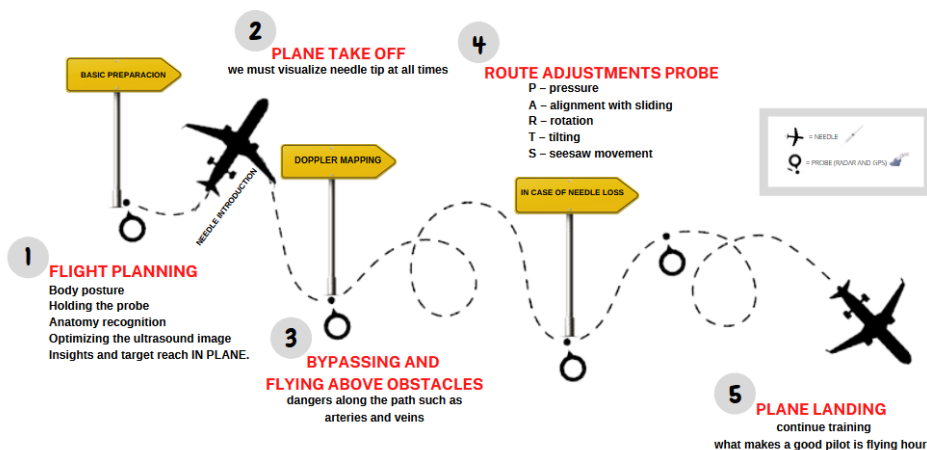 1
BASIC PREPARACION
FLIGHT PLANNING
Body posture
Holding the probe
Anatomy recognition
Optimizing the ultrasound image
Insights and target reach IN PLANE.
2
PLANE TAKE OFF
we must visualize needle tip at all times
NEEDLE INTRODUCTION
DOPPLER MAPPING
3
BYPASSING AND
FLYING ABOVE OBSTACLES
dangers along the path such as
arteries and veins
4
ROUTE ADJUSTMENTS PROBE
P – pressure
A – alignment with sliding
R – rotation
T – tilting
S – seesaw movement
IN CASE OF NEEDLE LOSS
= NEEDLE
= PROBE (RADAR AND GPS)
5
PLANE LANDING
continue training
what makes a good pilot is flying hour